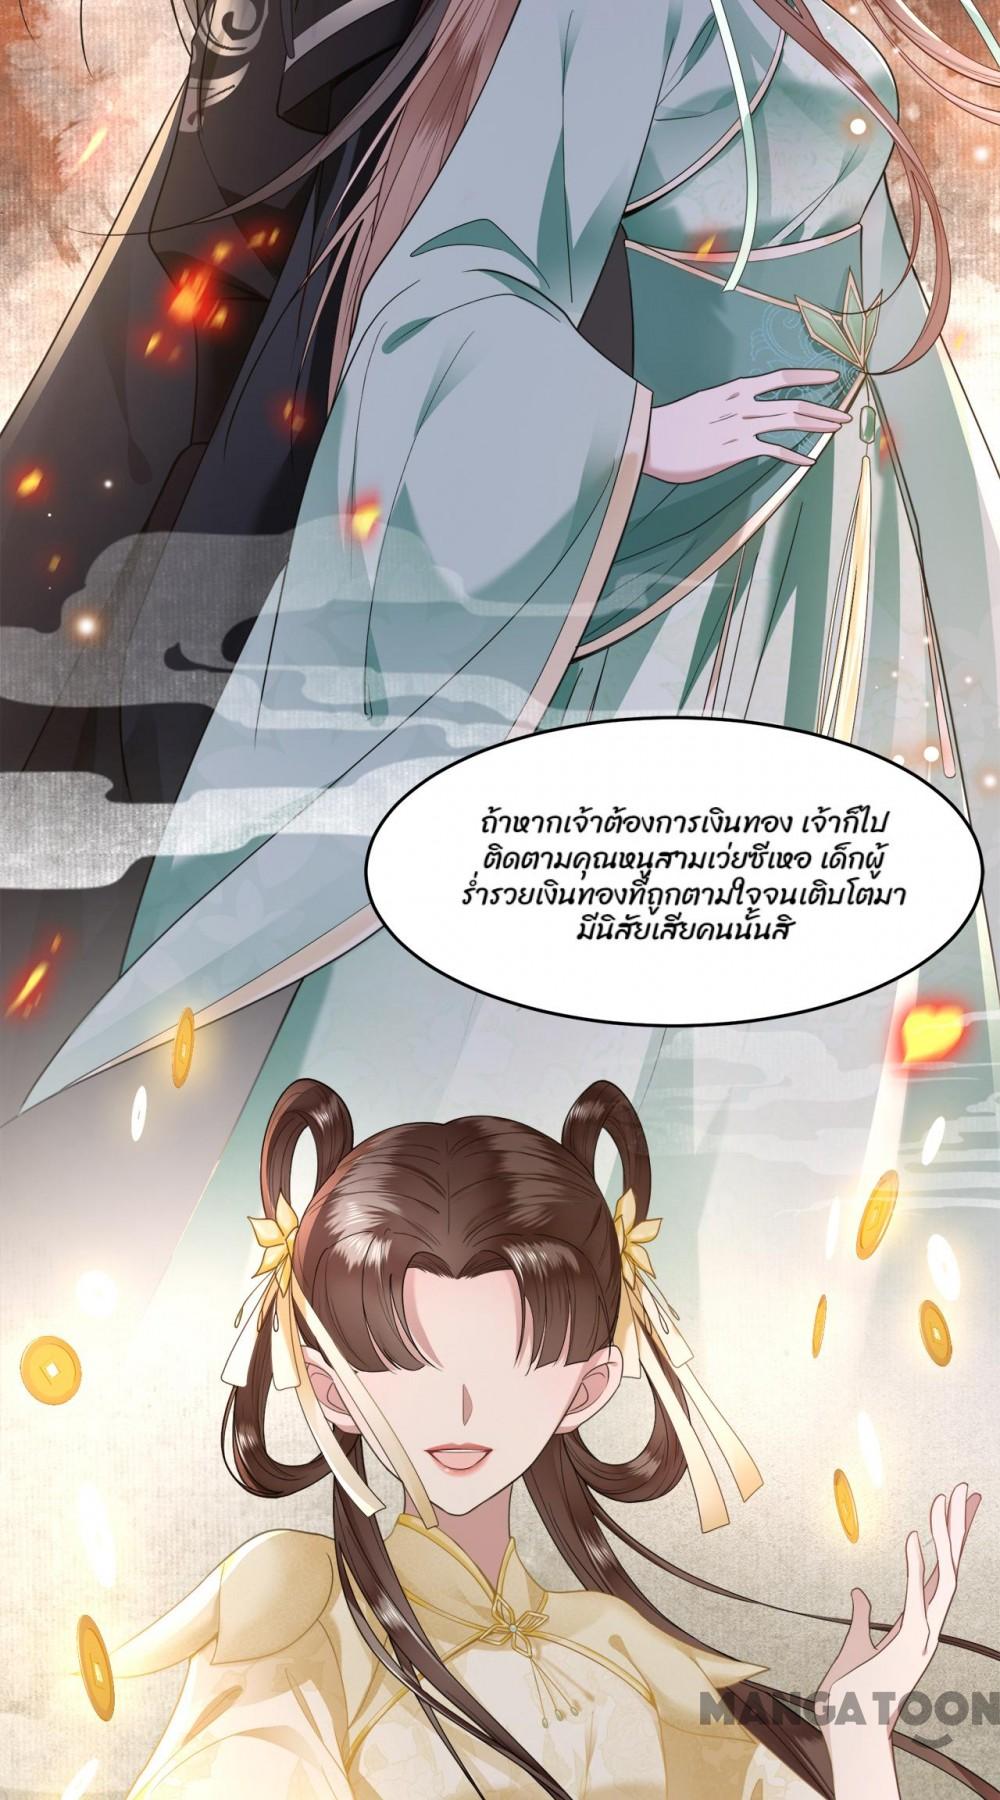 ถ้าหากเจ้าต้องการเงินทอง เจ้าก็ไป
ติดตามคุณหนูสามเว่ยซีเหอ เด็กผู้
ร่ำรวยเงินทองที่ถูกตามใจจนเติบโตมา
มีนิสัยเสียคนนั้นสิ
MANGATOON